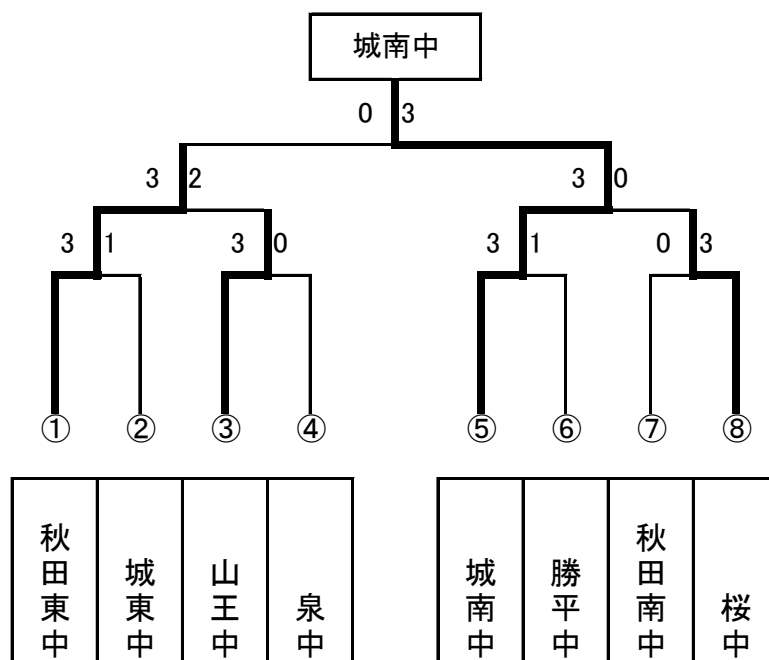 城南中
0 3
3 2 3 0
3 1 3 0 3 1 0 3
① ② ③ ④ ⑤ ⑥ ⑦ ⑧
秋田東中
城東中
山王中
泉中
城南中
勝平中
秋田南中
桜中